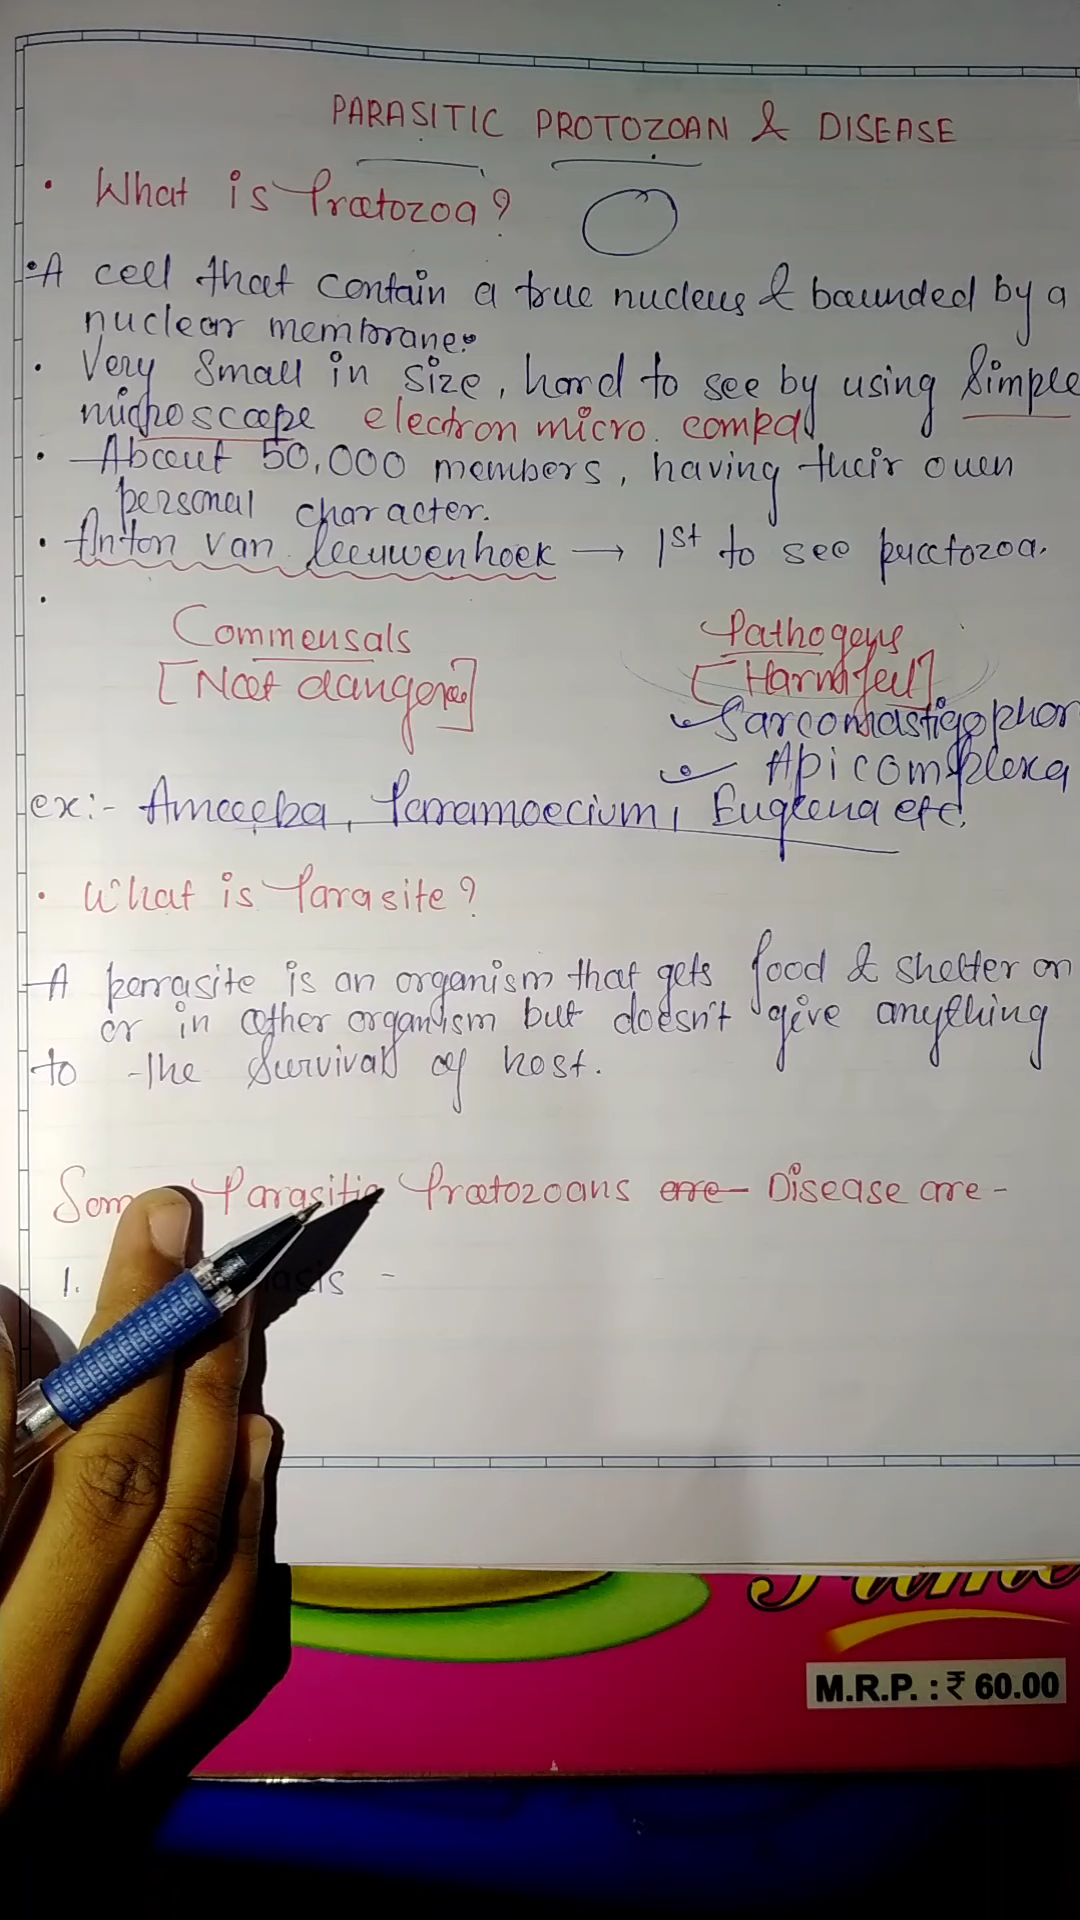 PARASITIC PROTOZOAN & DISEASE
• What is Protozoa?
• A cell that contain a true nucleus & bounded by a
nuclear membrane.
• Very small in size, hard to see by using Simple
microscope electron micro. compd
• About 50,000 members, having their own
personal character.
• Anton van leeuwenhoek → 1st to see protozoa.
Commensals
[Not dangerous]
Pathogens
[Harmful]
Sarcomastigophor
Apicomplexa
ex:- Amoeba, Paramoecium, Euglena etc.
• What is Parasite?
A parasite is an organism that gets food & shelter on
or in other organism but doesn't give anything
to the survival of host.
Parasitic Protozoans are Disease are -
1. -
M.R.P. : ₹ 60.00